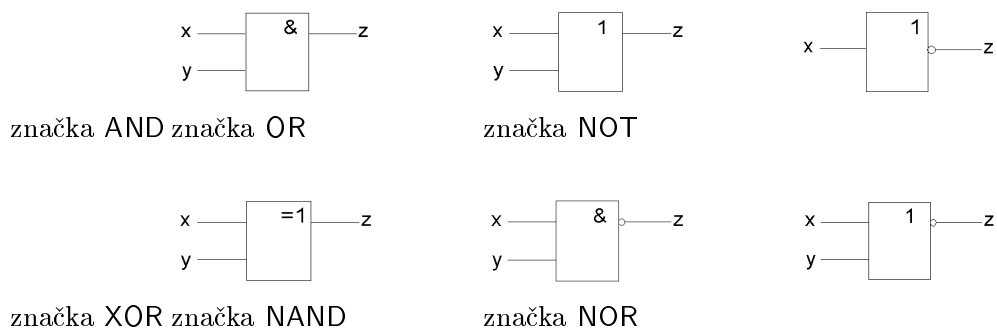 x & z x 1 z x 1 z
y y
značka AND značka OR značka NOT
x =1 z x & z x 1 z
y y y
značka XOR značka NAND značka NOR